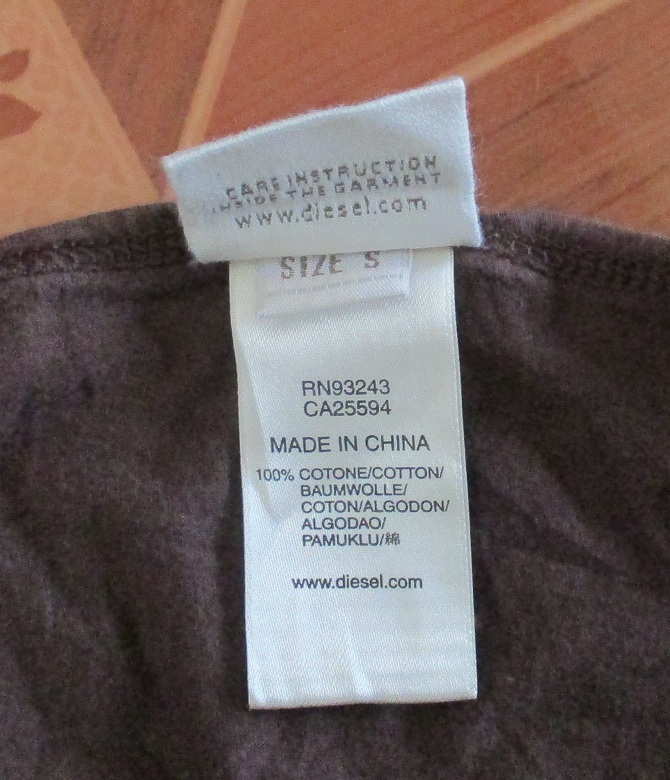 CARE INSTRUCTION
INSIDE THE GARMENT
www.diesel.com
SIZE S
RN93243
CA25594
MADE IN CHINA
100% COTONE/COTTON/
BAUMWOLLE/
COTON/ALGODON/
ALGODAO/
PAMUKLU/綿
www.diesel.com